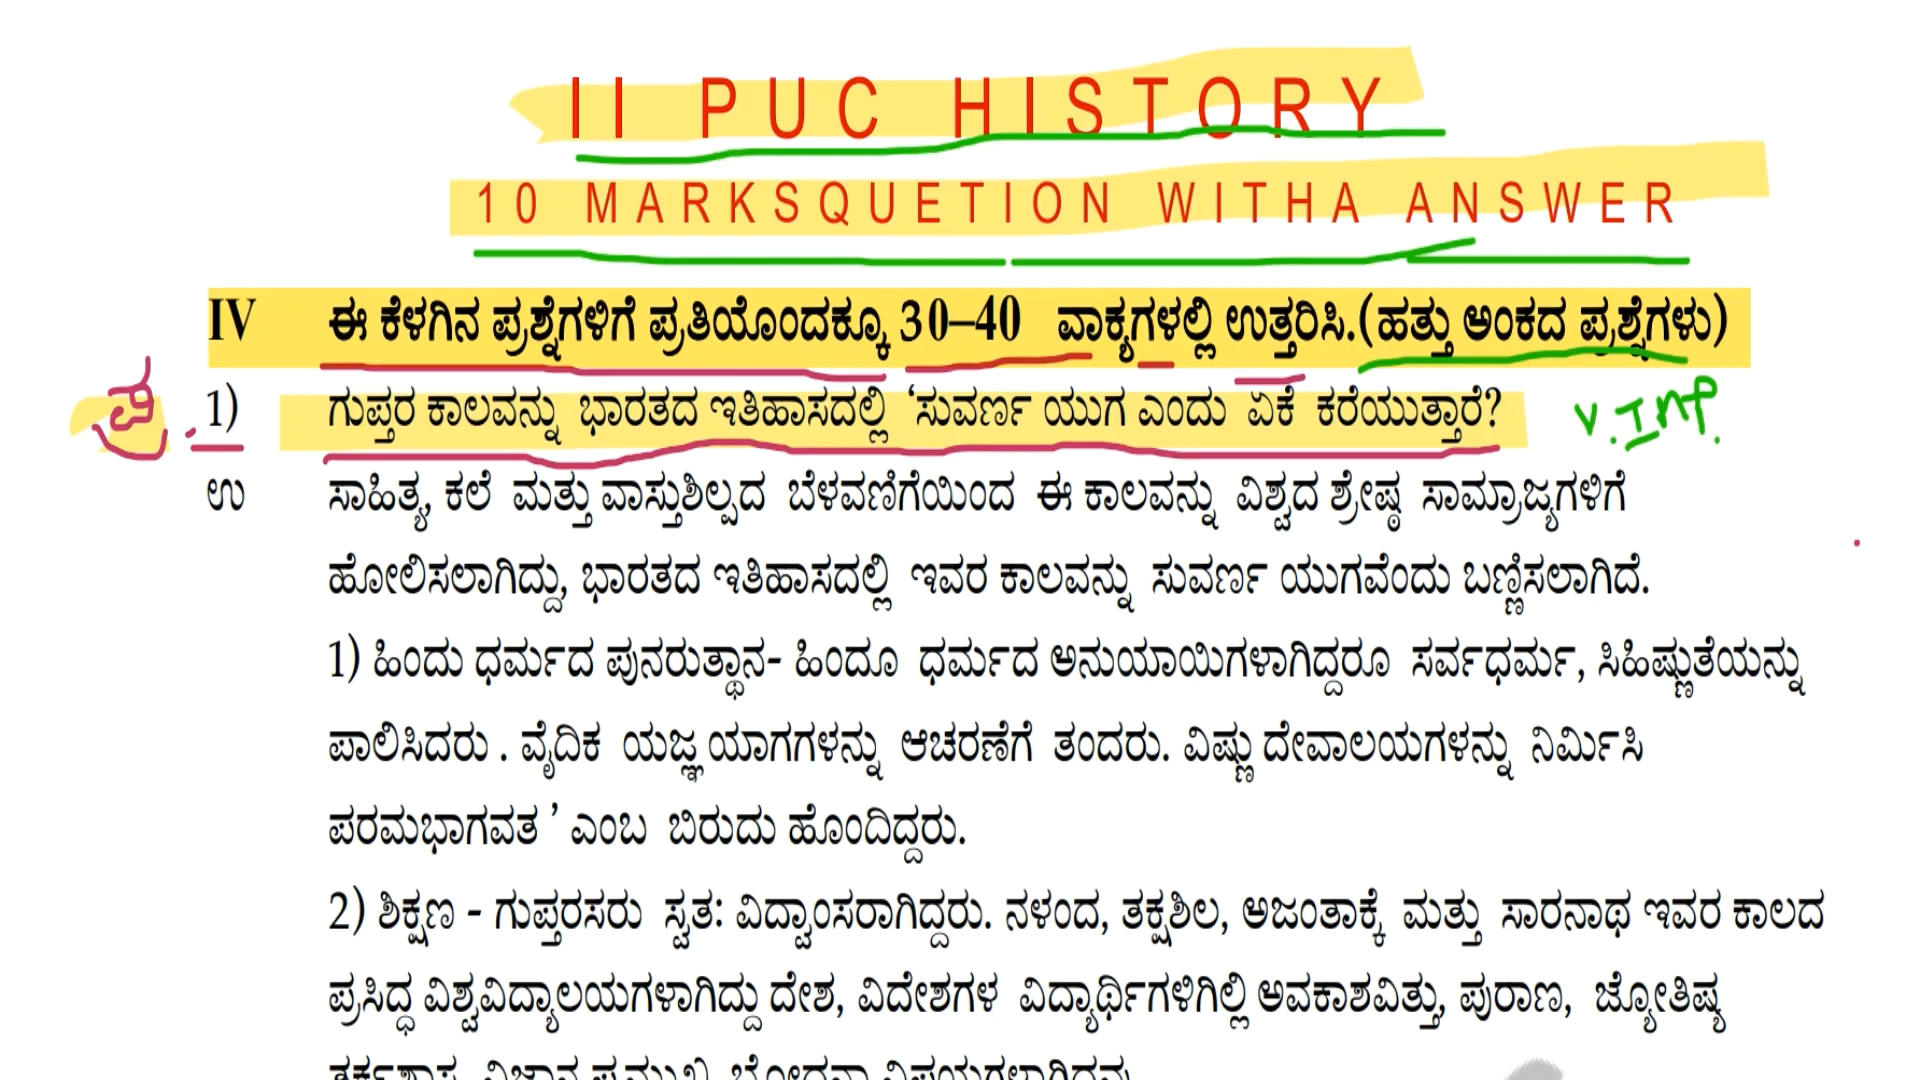 II PUC HISTORY
10 MARKSQUETION WITHA ANSWER
IV ಈ ಕೆಳಗಿನ ಪ್ರಶ್ನೆಗಳಿಗೆ ಪ್ರತಿಯೊಂದಕ್ಕೂ 30–40 ವಾಕ್ಯಗಳಲ್ಲಿ ಉತ್ತರಿಸಿ.(ಹತ್ತು ಅಂಕದ ಪ್ರಶ್ನೆಗಳು)
1) ಗುಪ್ತರ ಕಾಲವನ್ನು ಭಾರತದ ಇತಿಹಾಸದಲ್ಲಿ ‘ಸುವರ್ಣ ಯುಗ ಎಂದು ಏಕೆ ಕರೆಯುತ್ತಾರೆ? V. Imp.
ಉ ಸಾಹಿತ್ಯ, ಕಲೆ ಮತ್ತು ವಾಸ್ತುಶಿಲ್ಪದ ಬೆಳವಣಿಗೆಯಿಂದ ಈ ಕಾಲವನ್ನು ವಿಶ್ವದ ಶ್ರೇಷ್ಠ ಸಾಮ್ರಾಜ್ಯಗಳಿಗೆ
ಹೋಲಿಸಲಾಗಿದ್ದು, ಭಾರತದ ಇತಿಹಾಸದಲ್ಲಿ ಇವರ ಕಾಲವನ್ನು ಸುವರ್ಣ ಯುಗವೆಂದು ಬಣ್ಣಿಸಲಾಗಿದೆ.
1) ಹಿಂದು ಧರ್ಮದ ಪುನರುತ್ಥಾನ- ಹಿಂದೂ ಧರ್ಮದ ಅನುಯಾಯಿಗಳಾಗಿದ್ದರೂ ಸರ್ವಧರ್ಮ, ಸಿಹಿಷ್ಣುತೆಯನ್ನು
ಪಾಲಿಸಿದರು . ವೈದಿಕ ಯಜ್ಞ ಯಾಗಗಳನ್ನು ಆಚರಣೆಗೆ ತಂದರು. ವಿಷ್ಣು ದೇವಾಲಯಗಳನ್ನು ನಿರ್ಮಿಸಿ
ಪರಮಭಾಗವತ ’ ಎಂಬ ಬಿರುದು ಹೊಂದಿದ್ದರು.
2) ಶಿಕ್ಷಣ - ಗುಪ್ತರಸರು ಸ್ವತಃ ವಿದ್ವಾಂಸರಾಗಿದ್ದರು. ನಳಂದ, ತಕ್ಷಶಿಲ, ಅಜಂತಾಕ್ಕೆ ಮತ್ತು ಸಾರನಾಥ ಇವರ ಕಾಲದ
ಪ್ರಸಿದ್ಧ ವಿಶ್ವವಿದ್ಯಾಲಯಗಳಾಗಿದ್ದು ದೇಶ, ವಿದೇಶಗಳ ವಿದ್ಯಾರ್ಥಿಗಳಿಗಿಲ್ಲಿ ಅವಕಾಶವಿತ್ತು, ಪುರಾಣ, ಜ್ಯೋತಿಷ್ಯ